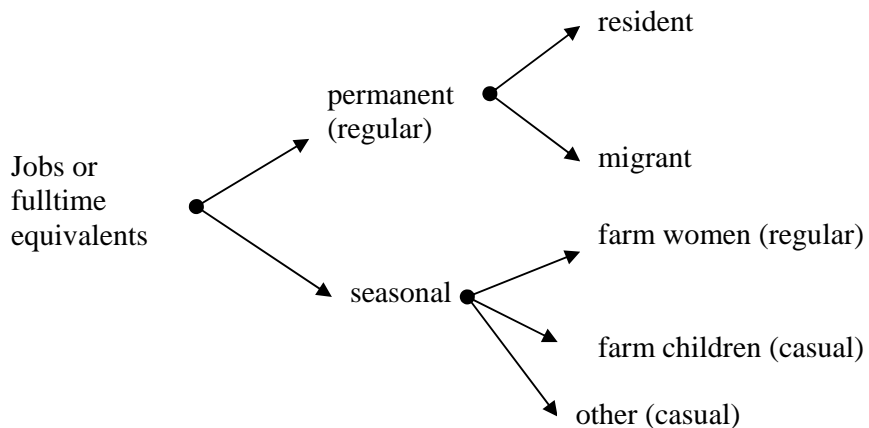 Jobs or
fulltime
equivalents
permanent
(regular)
resident
migrant
seasonal
farm women (regular)
farm children (casual)
other (casual)